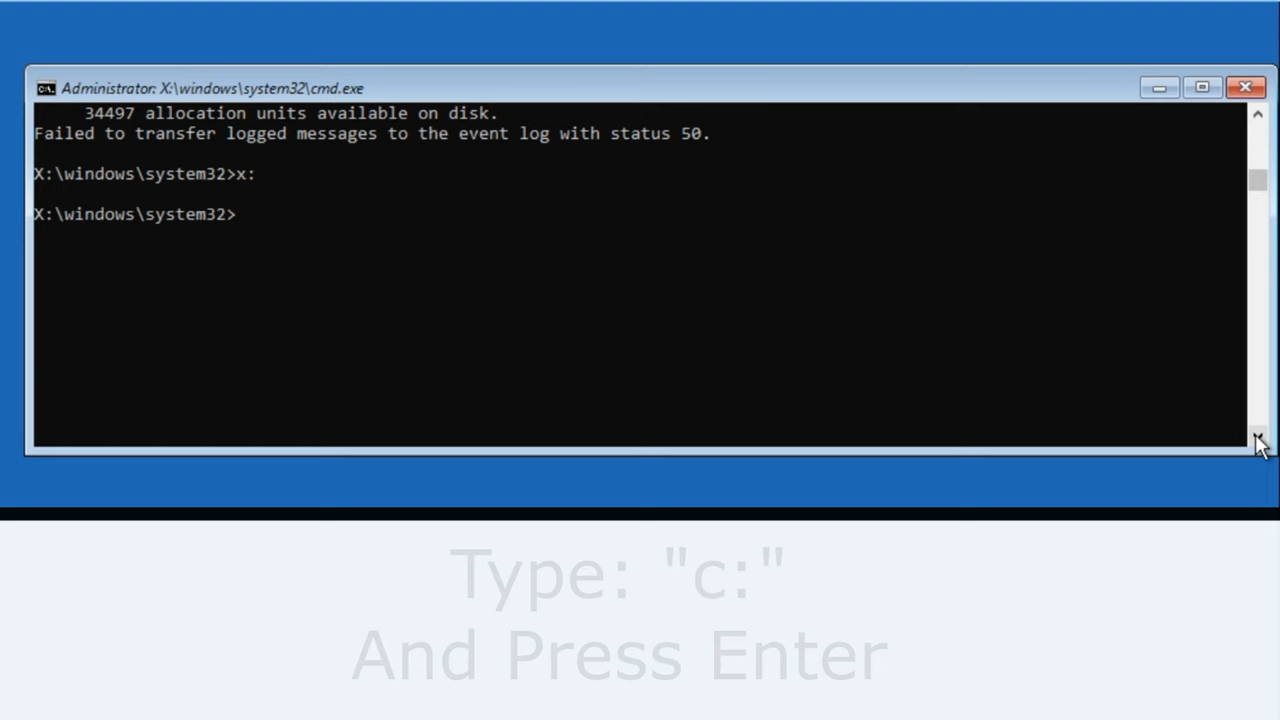 Administrator: X:\windows\system32\cmd.exe
34497 allocation units available on disk.
Failed to transfer logged messages to the event log with status 50.
X:\windows\system32>x:
X:\windows\system32>
Type: "c:"
And Press Enter